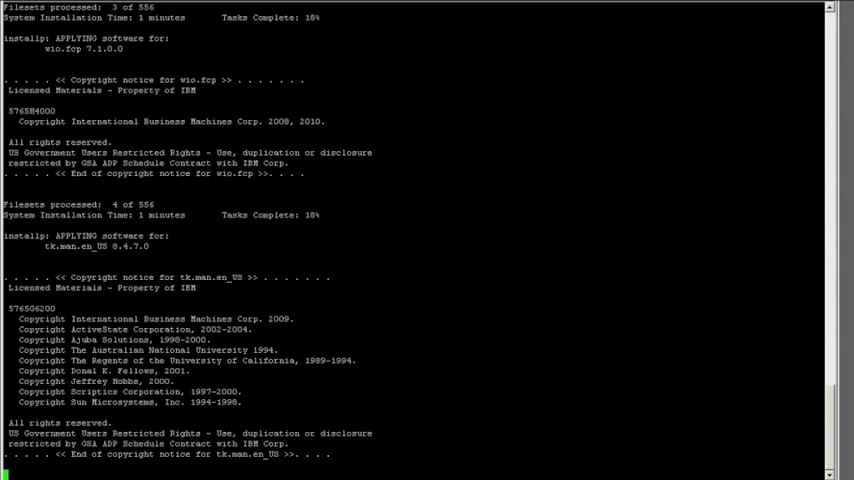 Filesets processed:  3 of 556
System Installation Time: 1 minutes       Tasks Complete: 18%
installp: APPLYING software for:
wio.fcp 7.1.0.0
. . . . . << Copyright notice for wio.fcp >> . . . . . . .
Licensed Materials - Property of IBM
5765H4000
Copyright International Business Machines Corp. 2008, 2010.
All rights reserved.
US Government Users Restricted Rights - Use, duplication or disclosure
restricted by GSA ADP Schedule Contract with IBM Corp.
. . . . . << End of copyright notice for wio.fcp >>. . . .
Filesets processed:  4 of 556
System Installation Time: 1 minutes       Tasks Complete: 18%
installp: APPLYING software for:
tk.man.en_US 8.4.7.0
. . . . . << Copyright notice for tk.man.en_US >> . . . . . . .
Licensed Materials - Property of IBM
5765G6200
Copyright International Business Machines Corp. 2009.
Copyright ActiveState Corporation, 2002-2004.
Copyright Ajuba Solutions, 1998-2000.
Copyright The Australian National University 1994.
Copyright The Regents of the University of California, 1989-1994.
Copyright Donal K. Fellows, 2001.
Copyright Jeffrey Hobbs, 2000.
Copyright Scriptics Corporation, 1997-2000.
Copyright Sun Microsystems, Inc. 1994-1998.
All rights reserved.
US Government Users Restricted Rights - Use, duplication or disclosure
restricted by GSA ADP Schedule Contract with IBM Corp.
. . . . . << End of copyright notice for tk.man.en_US >>. . . .